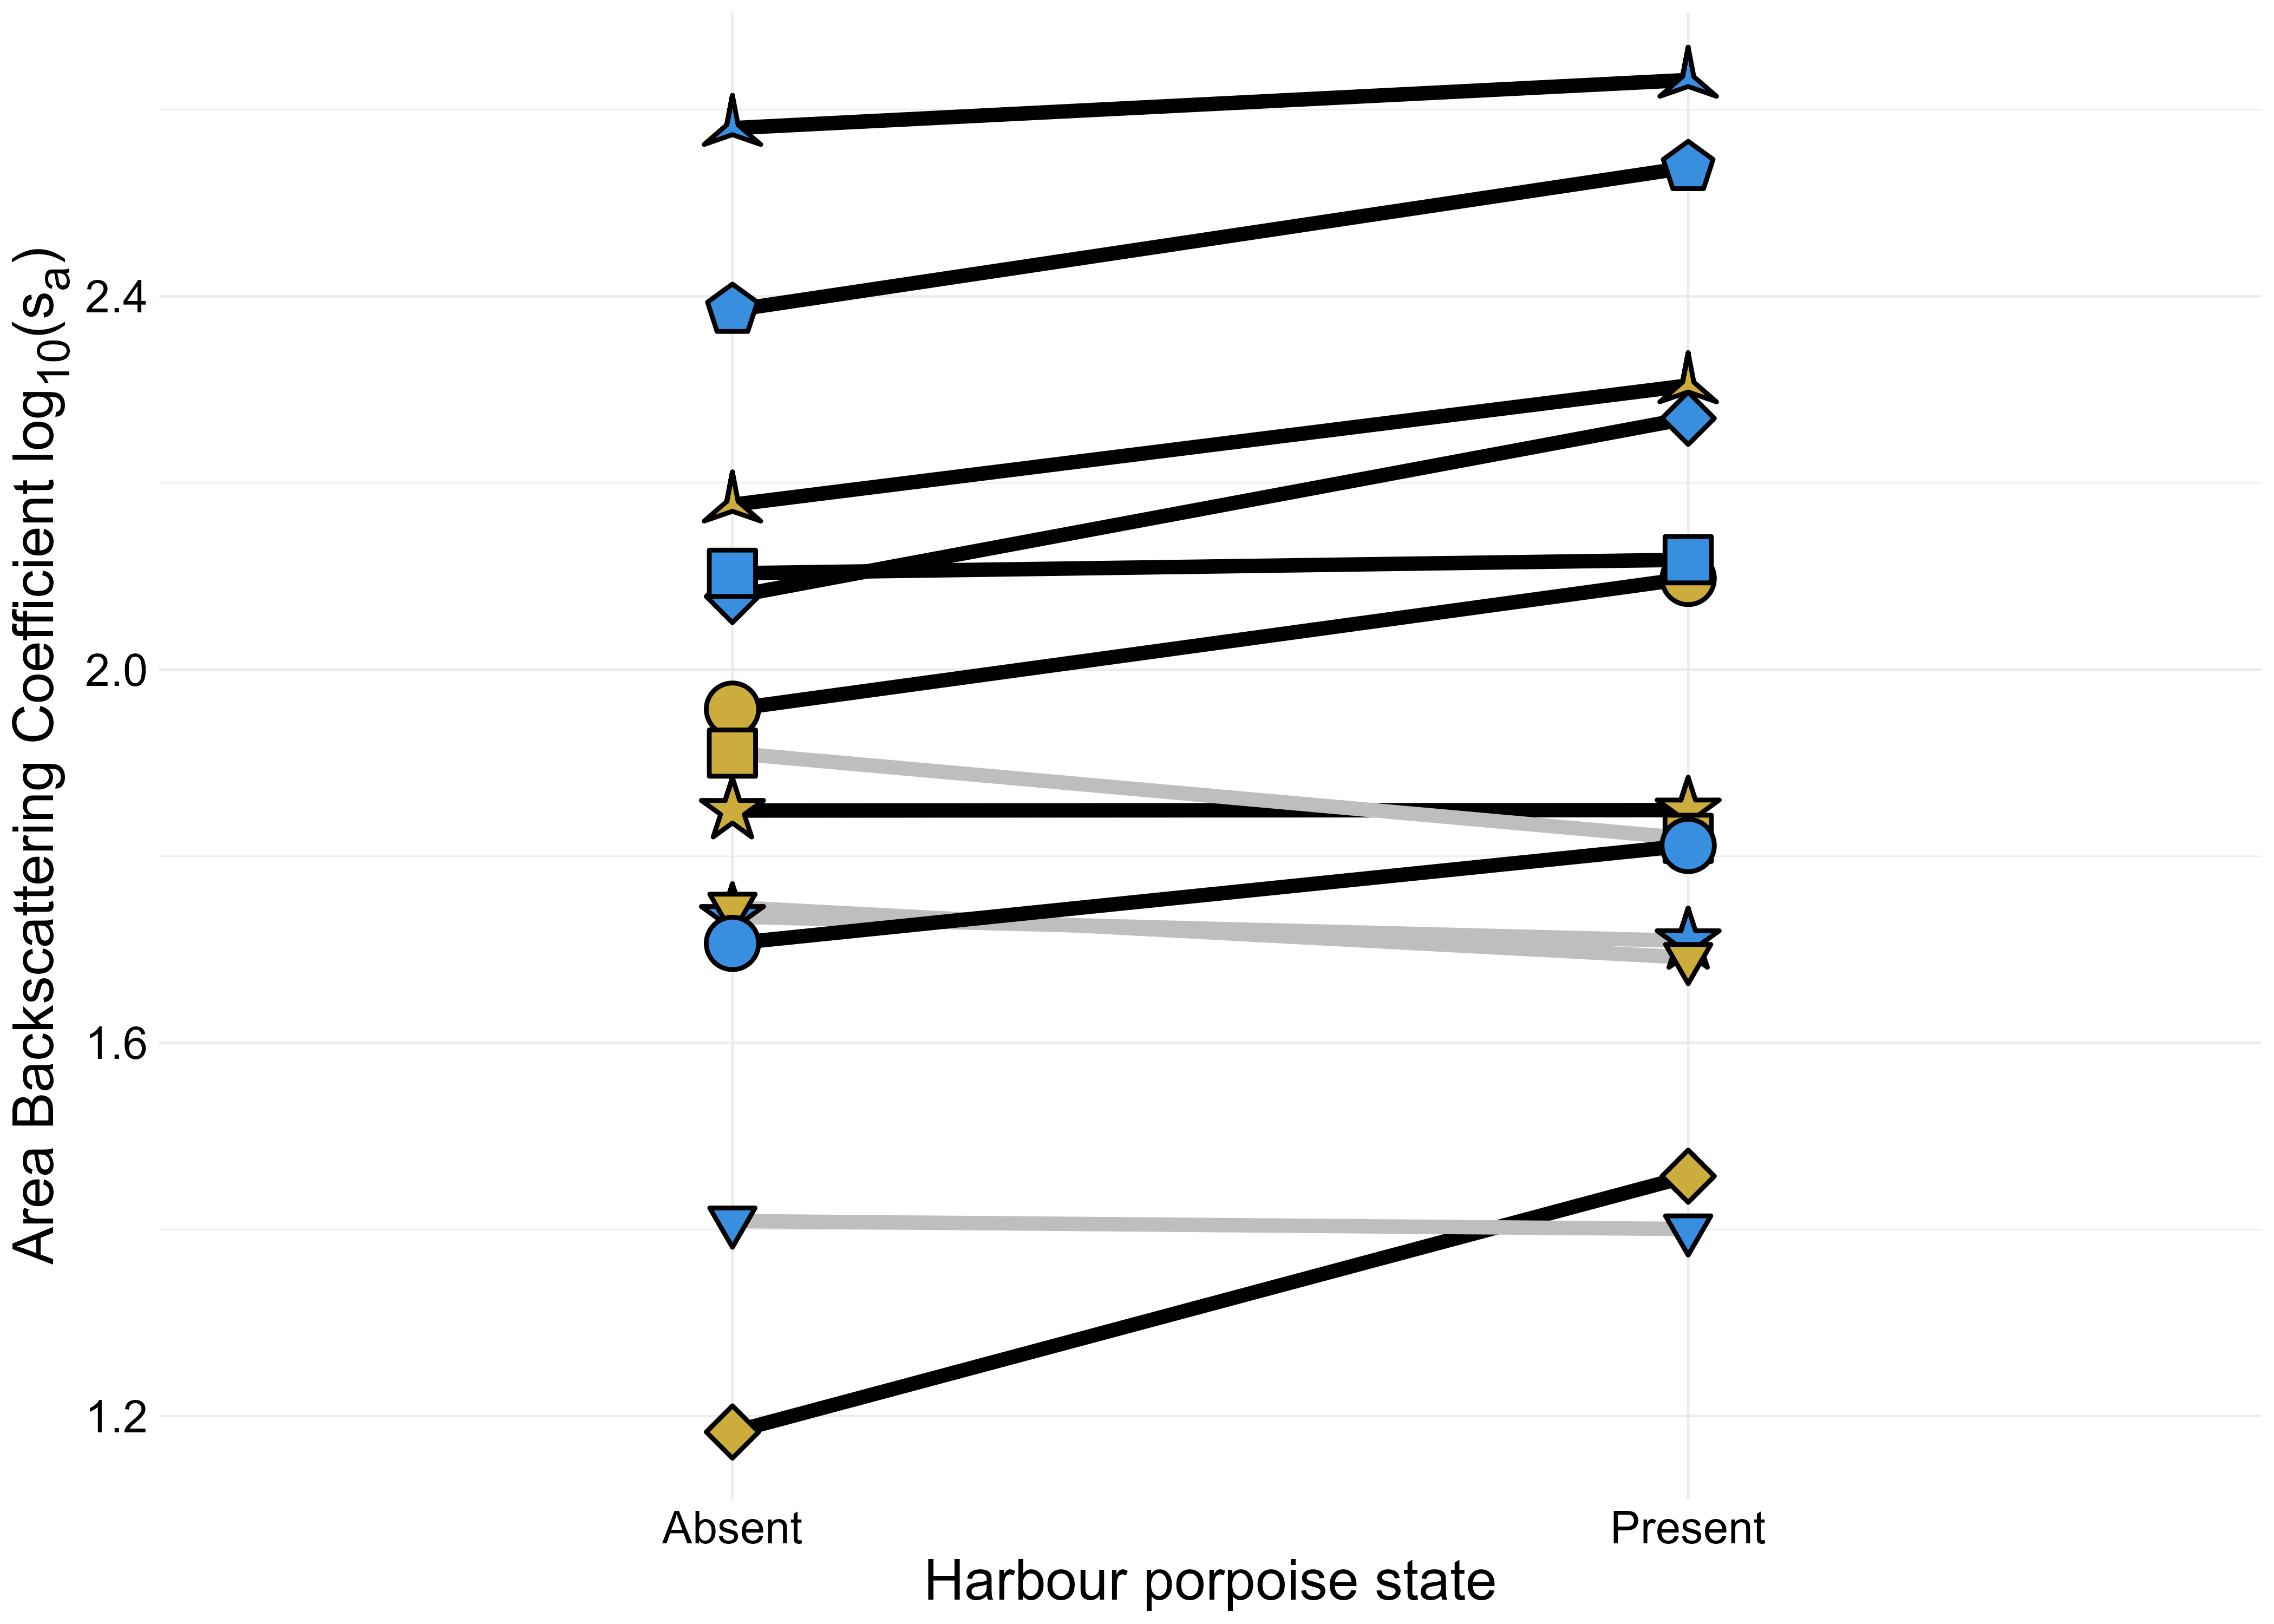 Area Backscattering Coefficient log10(sa)
2.4
2.0
1.6
1.2
Absent Present
Harbour porpoise state